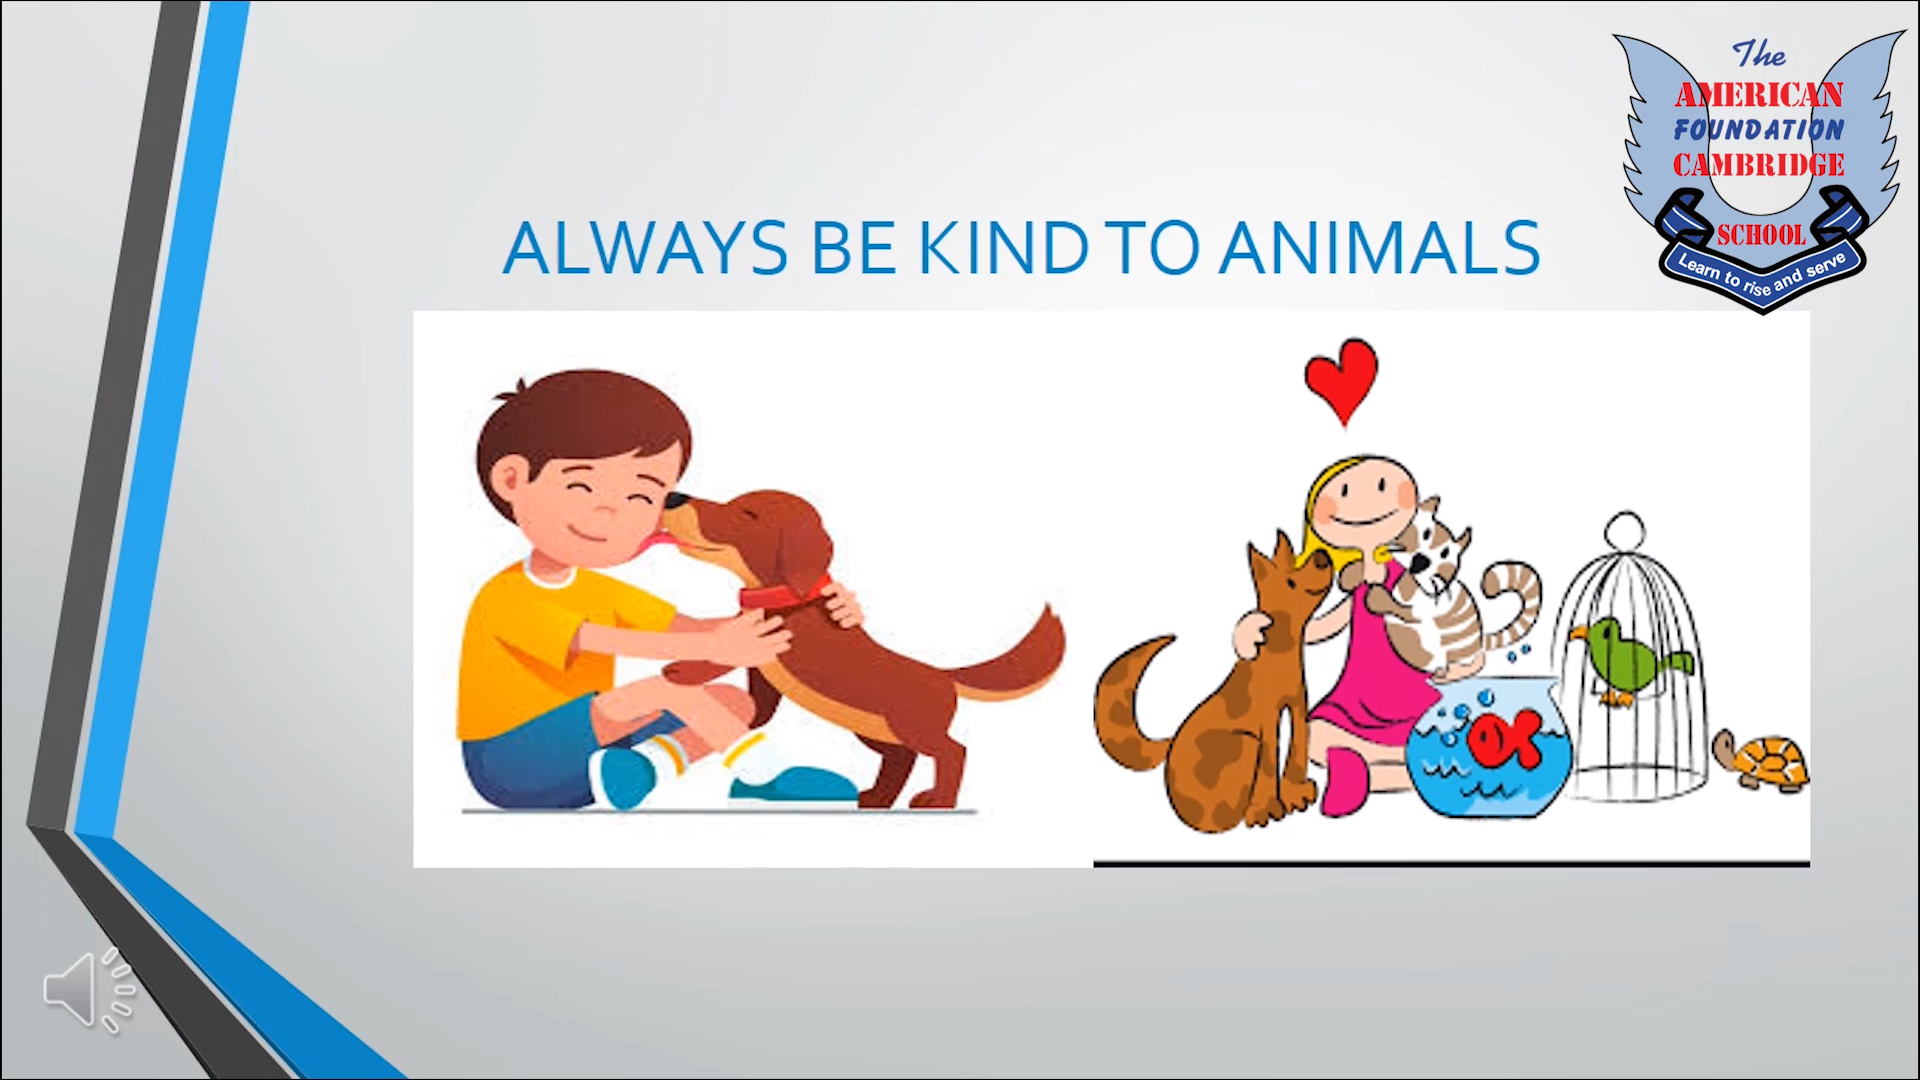 The
AMERICAN
FOUNDATION
CAMBRIDGE
SCHOOL
Learn to rise and serve
ALWAYS BE KIND TO ANIMALS